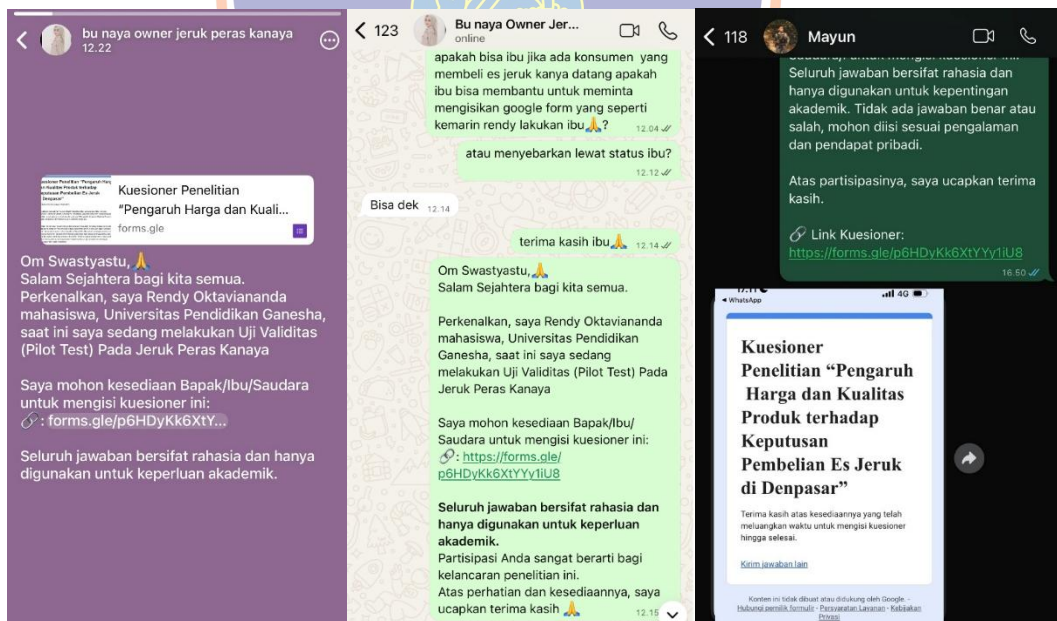 bu naya owner jeruk peras kanaya
12.22
Kuesioner Penelitian
“Pengaruh Harga dan Kuali...
forms.gle
Om Swastyastu,🙏
Salam Sejahtera bagi kita semua.
Perkenalkan, saya Rendy Oktaviananda
mahasiswa, Universitas Pendidikan Ganesha,
saat ini saya sedang melakukan Uji Validitas
(Pilot Test) Pada Jeruk Peras Kanaya
Saya mohon kesediaan Bapak/Ibu/Saudara
untuk mengisi kuesioner ini:
🔗: forms.gle/p6HDyKk6XtY...
Seluruh jawaban bersifat rahasia dan hanya
digunakan untuk keperluan akademik.
123
Bu naya Owner Jer...
online
apakah bisa ibu jika ada konsumen yang
membeli es jeruk kanya datang apakah
ibu bisa membantu untuk meminta
mengisikan google form yang seperti
kemarin rendy lakukan ibu🙏?
12.04
atau menyebarkan lewat status ibu?
12.12
Bisa dek 12.14
terima kasih ibu🙏 12.14
Om Swastyastu,🙏
Salam Sejahtera bagi kita semua.
Perkenalkan, saya Rendy Oktaviananda
mahasiswa, Universitas Pendidikan
Ganesha, saat ini saya sedang
melakukan Uji Validitas (Pilot Test) Pada
Jeruk Peras Kanaya
Saya mohon kesediaan Bapak/Ibu/
Saudara untuk mengisi kuesioner ini:
🔗: https://forms.gle/
p6HDyKk6XtYYy1iU8
Seluruh jawaban bersifat rahasia dan
hanya digunakan untuk keperluan
akademik.
Partisipasi Anda sangat berarti bagi
kelancaran penelitian ini.
Atas perhatian dan kesediaannya, saya
ucapkan terima kasih 🙏
12.15
118
Mayun
Seluruh jawaban bersifat rahasia dan
hanya digunakan untuk kepentingan
akademik. Tidak ada jawaban benar atau
salah, mohon diisi sesuai pengalaman
dan pendapat pribadi.
Atas partisipasinya, saya ucapkan terima
kasih.
🔗 Link Kuesioner:
https://forms.gle/p6HDyKk6XtYYy1iU8
16.50
WhatsApp
4G
Kuesioner
Penelitian “Pengaruh
Harga dan Kualitas
Produk terhadap
Keputusan
Pembelian Es Jeruk
di Denpasar”
Terima kasih atas kesediaannya yang telah
meluangkan waktu untuk mengisi kuesioner
hingga selesai.
Kirim jawaban lain
Konten ini tidak dibuat atau didukung oleh Google. -
Hubungi pemilik formulir - Persyaratan Layanan - Kebijakan
Privasi